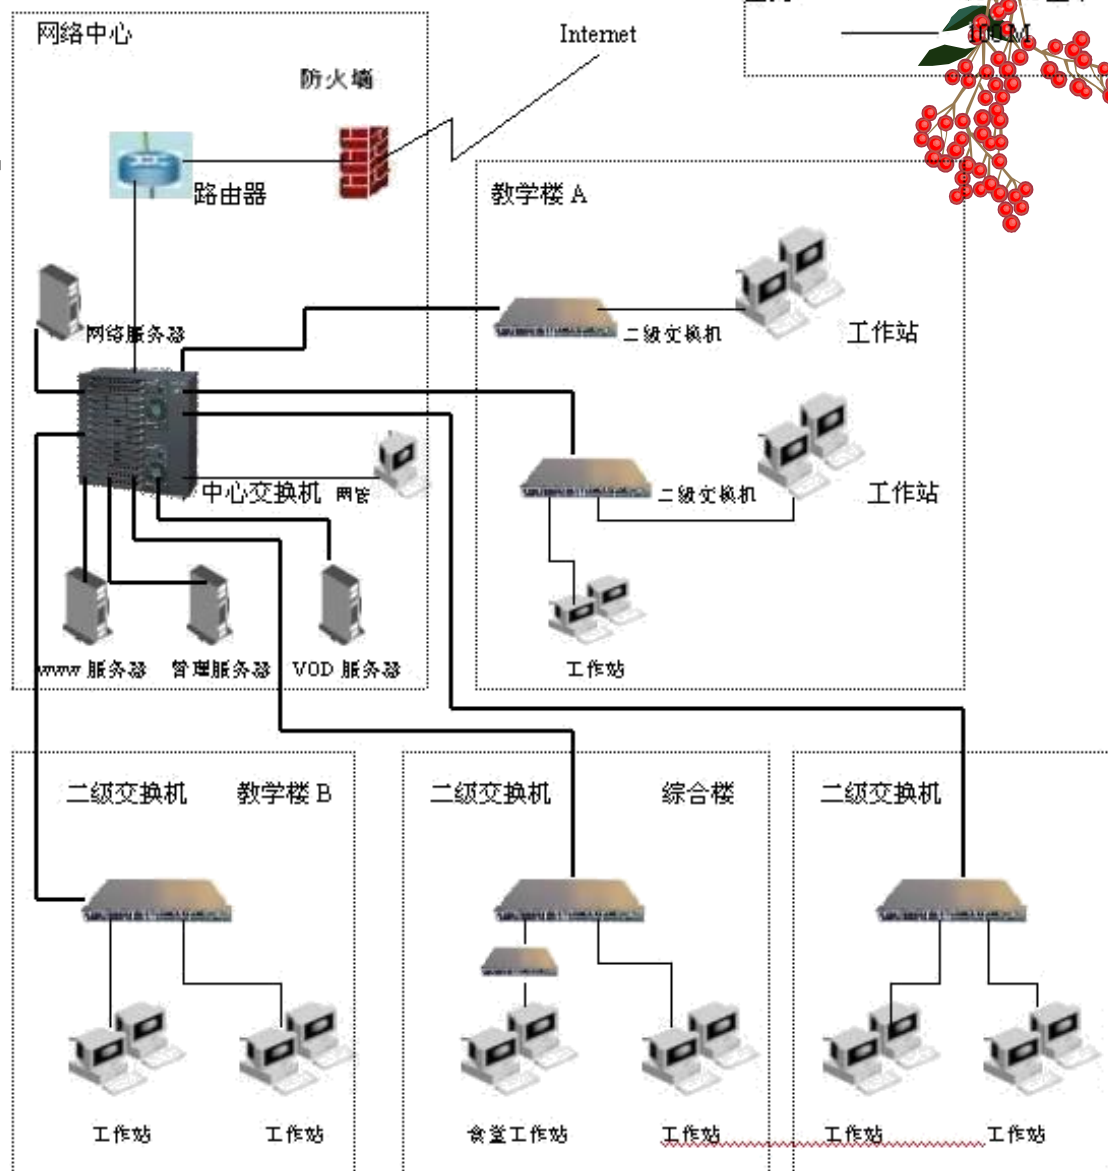 网络中心
Internet
100M
防火墙
路由器
教学楼 A
网络服务器
二级交换机
工作站
中心交换机
网管
二级交换机
工作站
www 服务器
管理服务器
VOD 服务器
工作站
二级交换机
教学楼 B
二级交换机
综合楼
二级交换机
工作站
工作站
食堂工作站
工作站
工作站
工作站